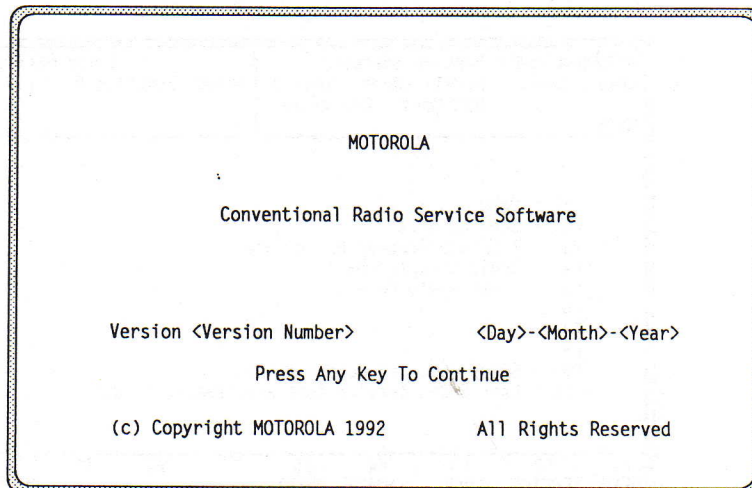 MOTOROLA
Conventional Radio Service Software
Version <Version Number> <Day>-<Month>-<Year>
Press Any Key To Continue
(c) Copyright MOTOROLA 1992 All Rights Reserved